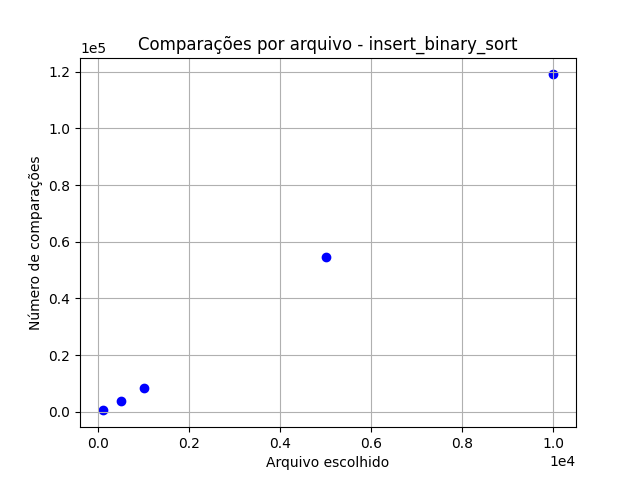 Comparações por arquivo - insert_binary_sort
1e5
1.2
1.0
0.8
0.6
0.4
0.2
0.0
Número de comparações
0.0 0.2 0.4 0.6 0.8 1.0
1e4
Arquivo escolhido